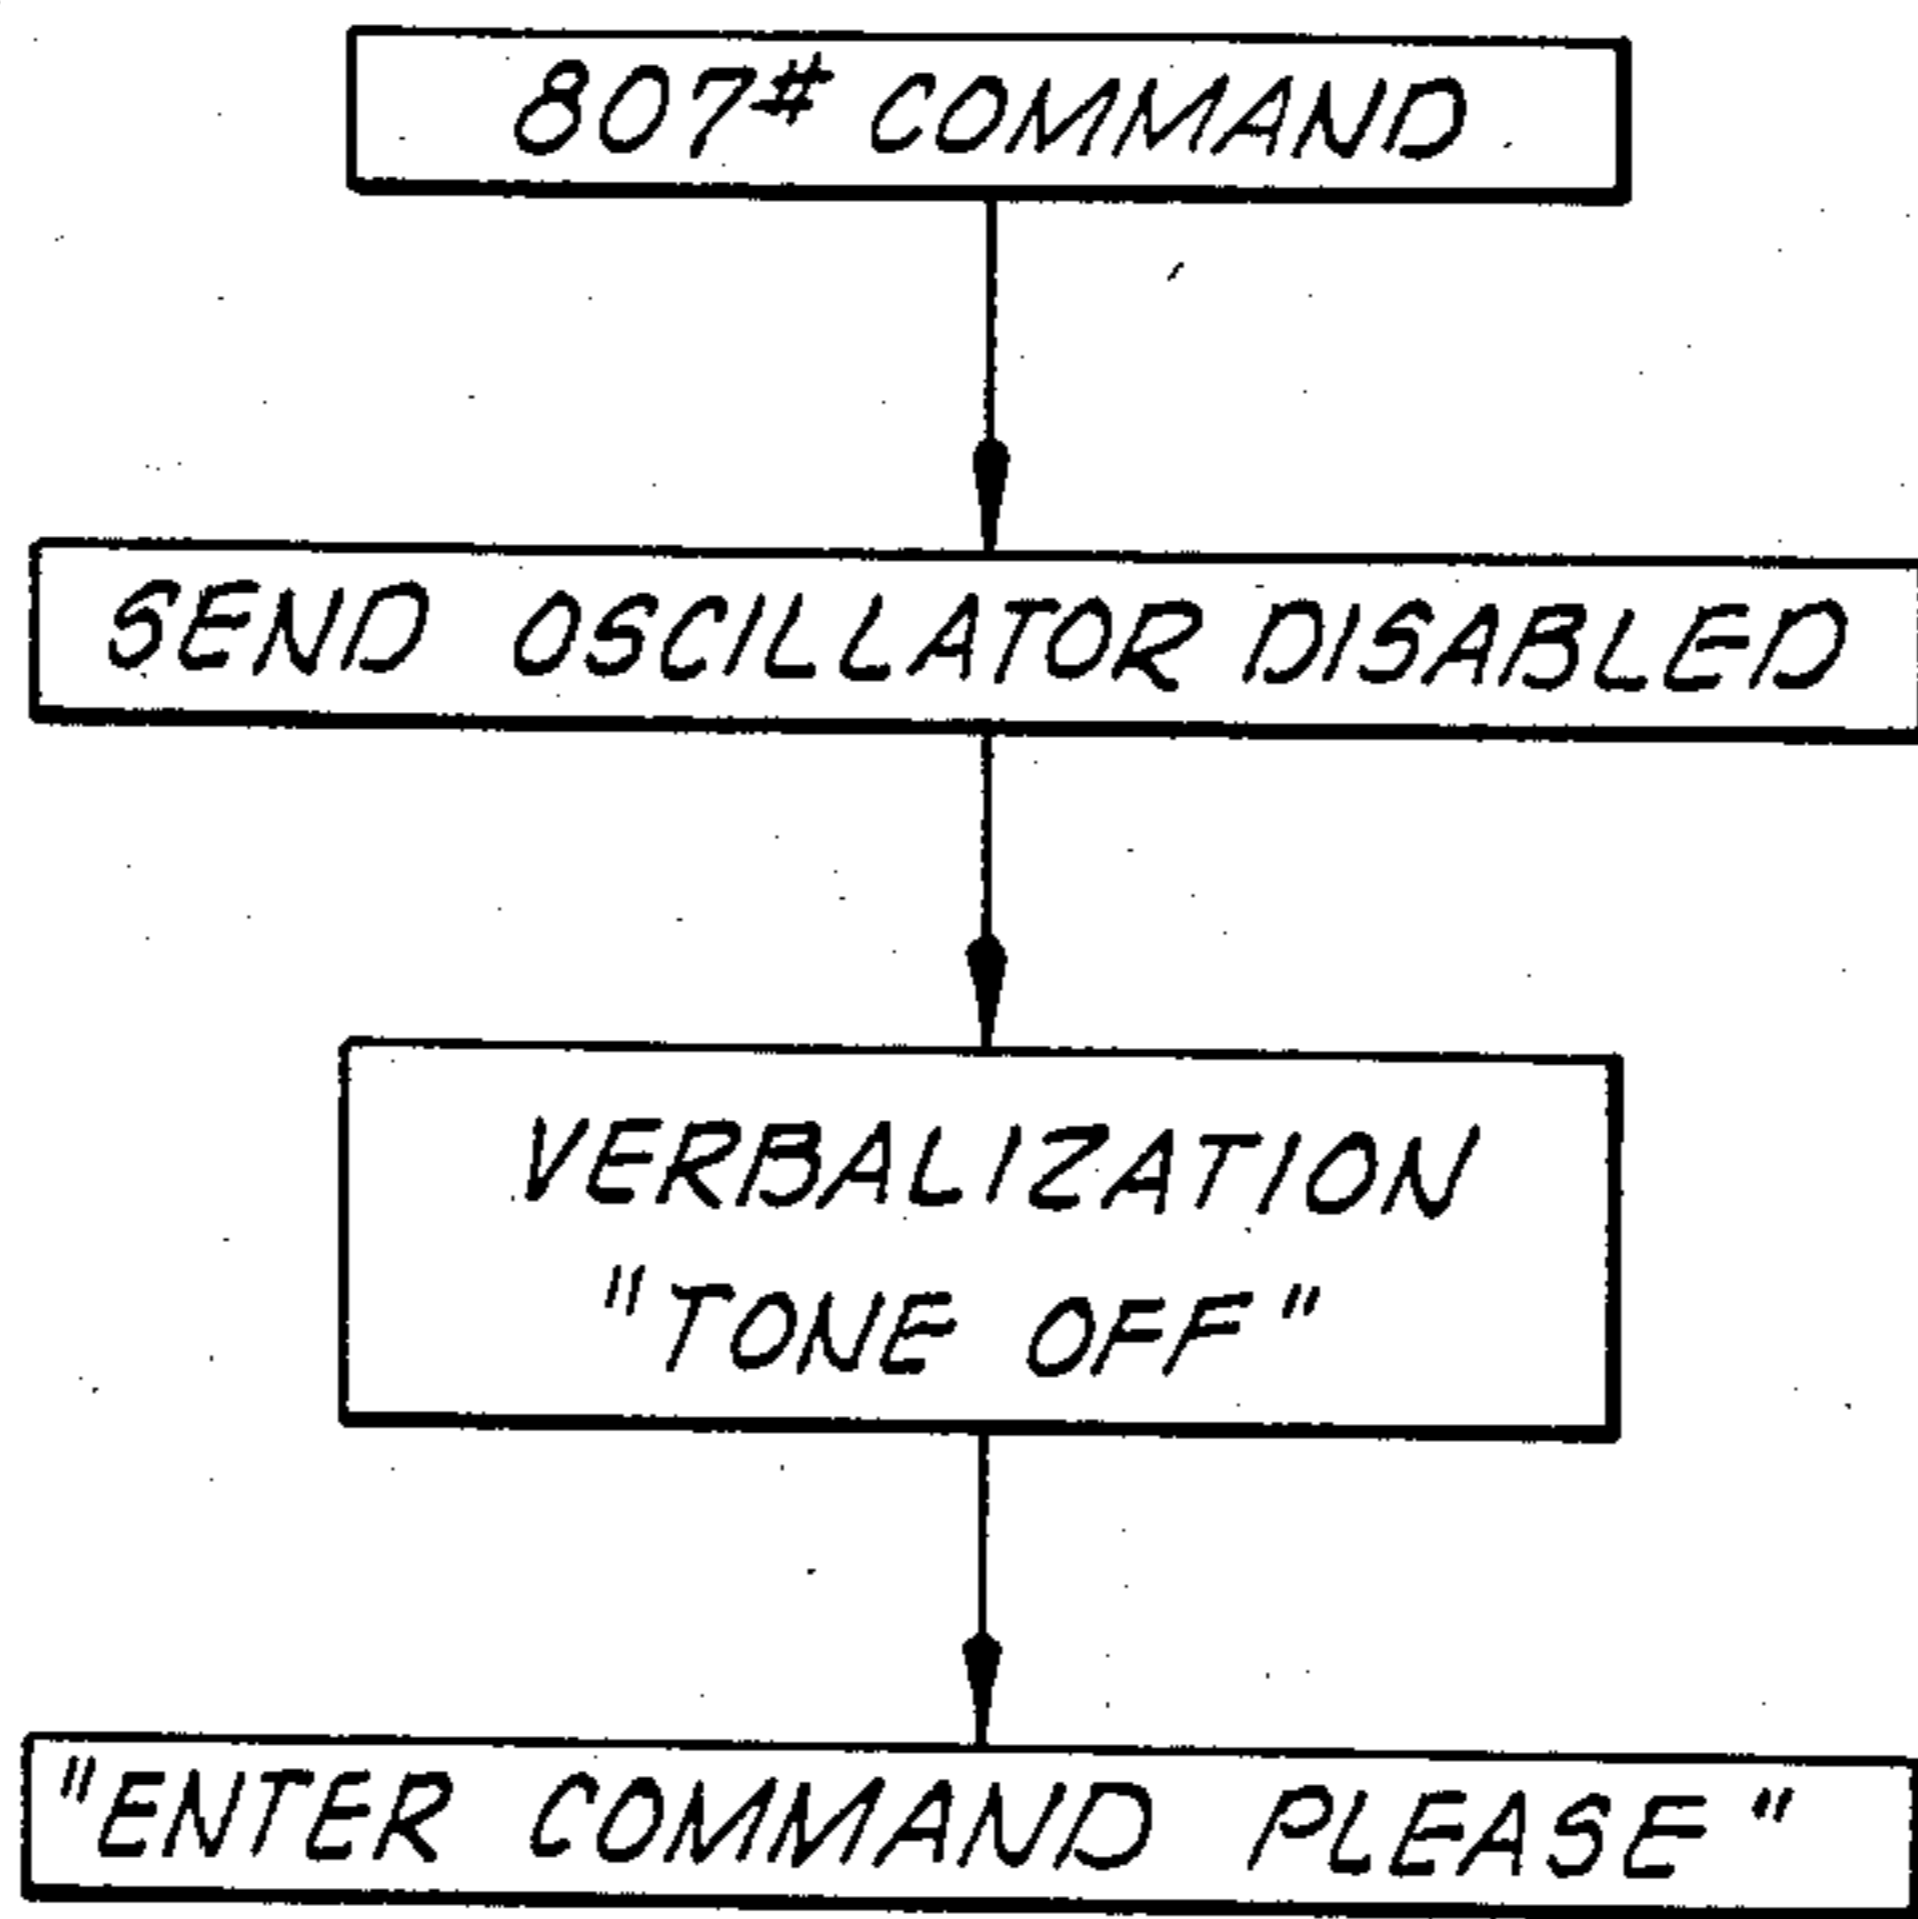 807# COMMAND
SEND OSCILLATOR DISABLED
VERBALIZATION
"TONE OFF"
"ENTER COMMAND PLEASE"